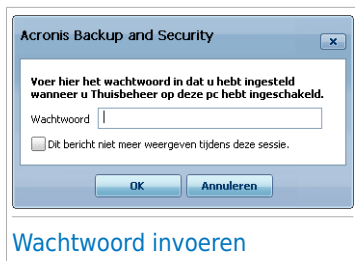 Acronis Backup and Security
Voer hier het wachtwoord in dat u hebt ingesteld
wanneer u Thuisbeheer op deze pc hebt ingeschakeld.
Wachtwoord
Dit bericht niet meer weergeven tijdens deze sessie.
OK Annuleren
Wachtwoord invoeren